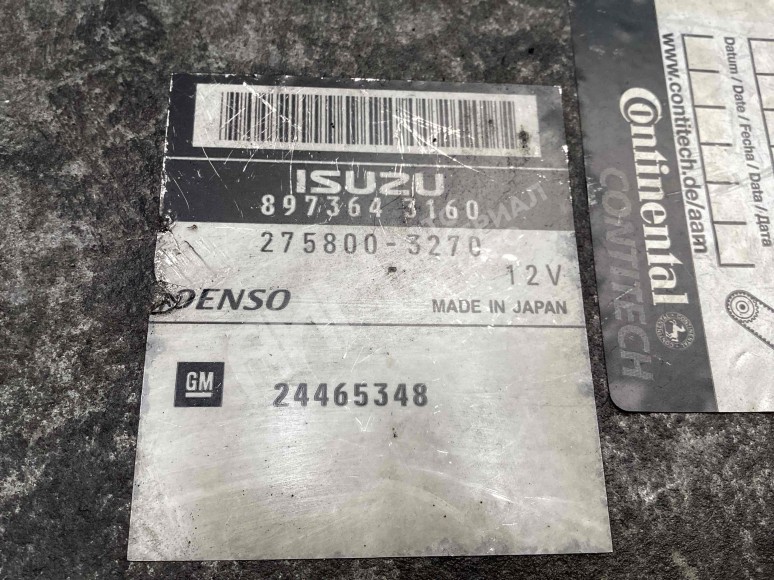 ISUZU
897364 3160
275800-3270
12V
DENSO
MADE IN JAPAN
GM
24465348
Continental
CONTITECH
www.contitech.de/aam
Datum / Date / Fecha / Data / Дата